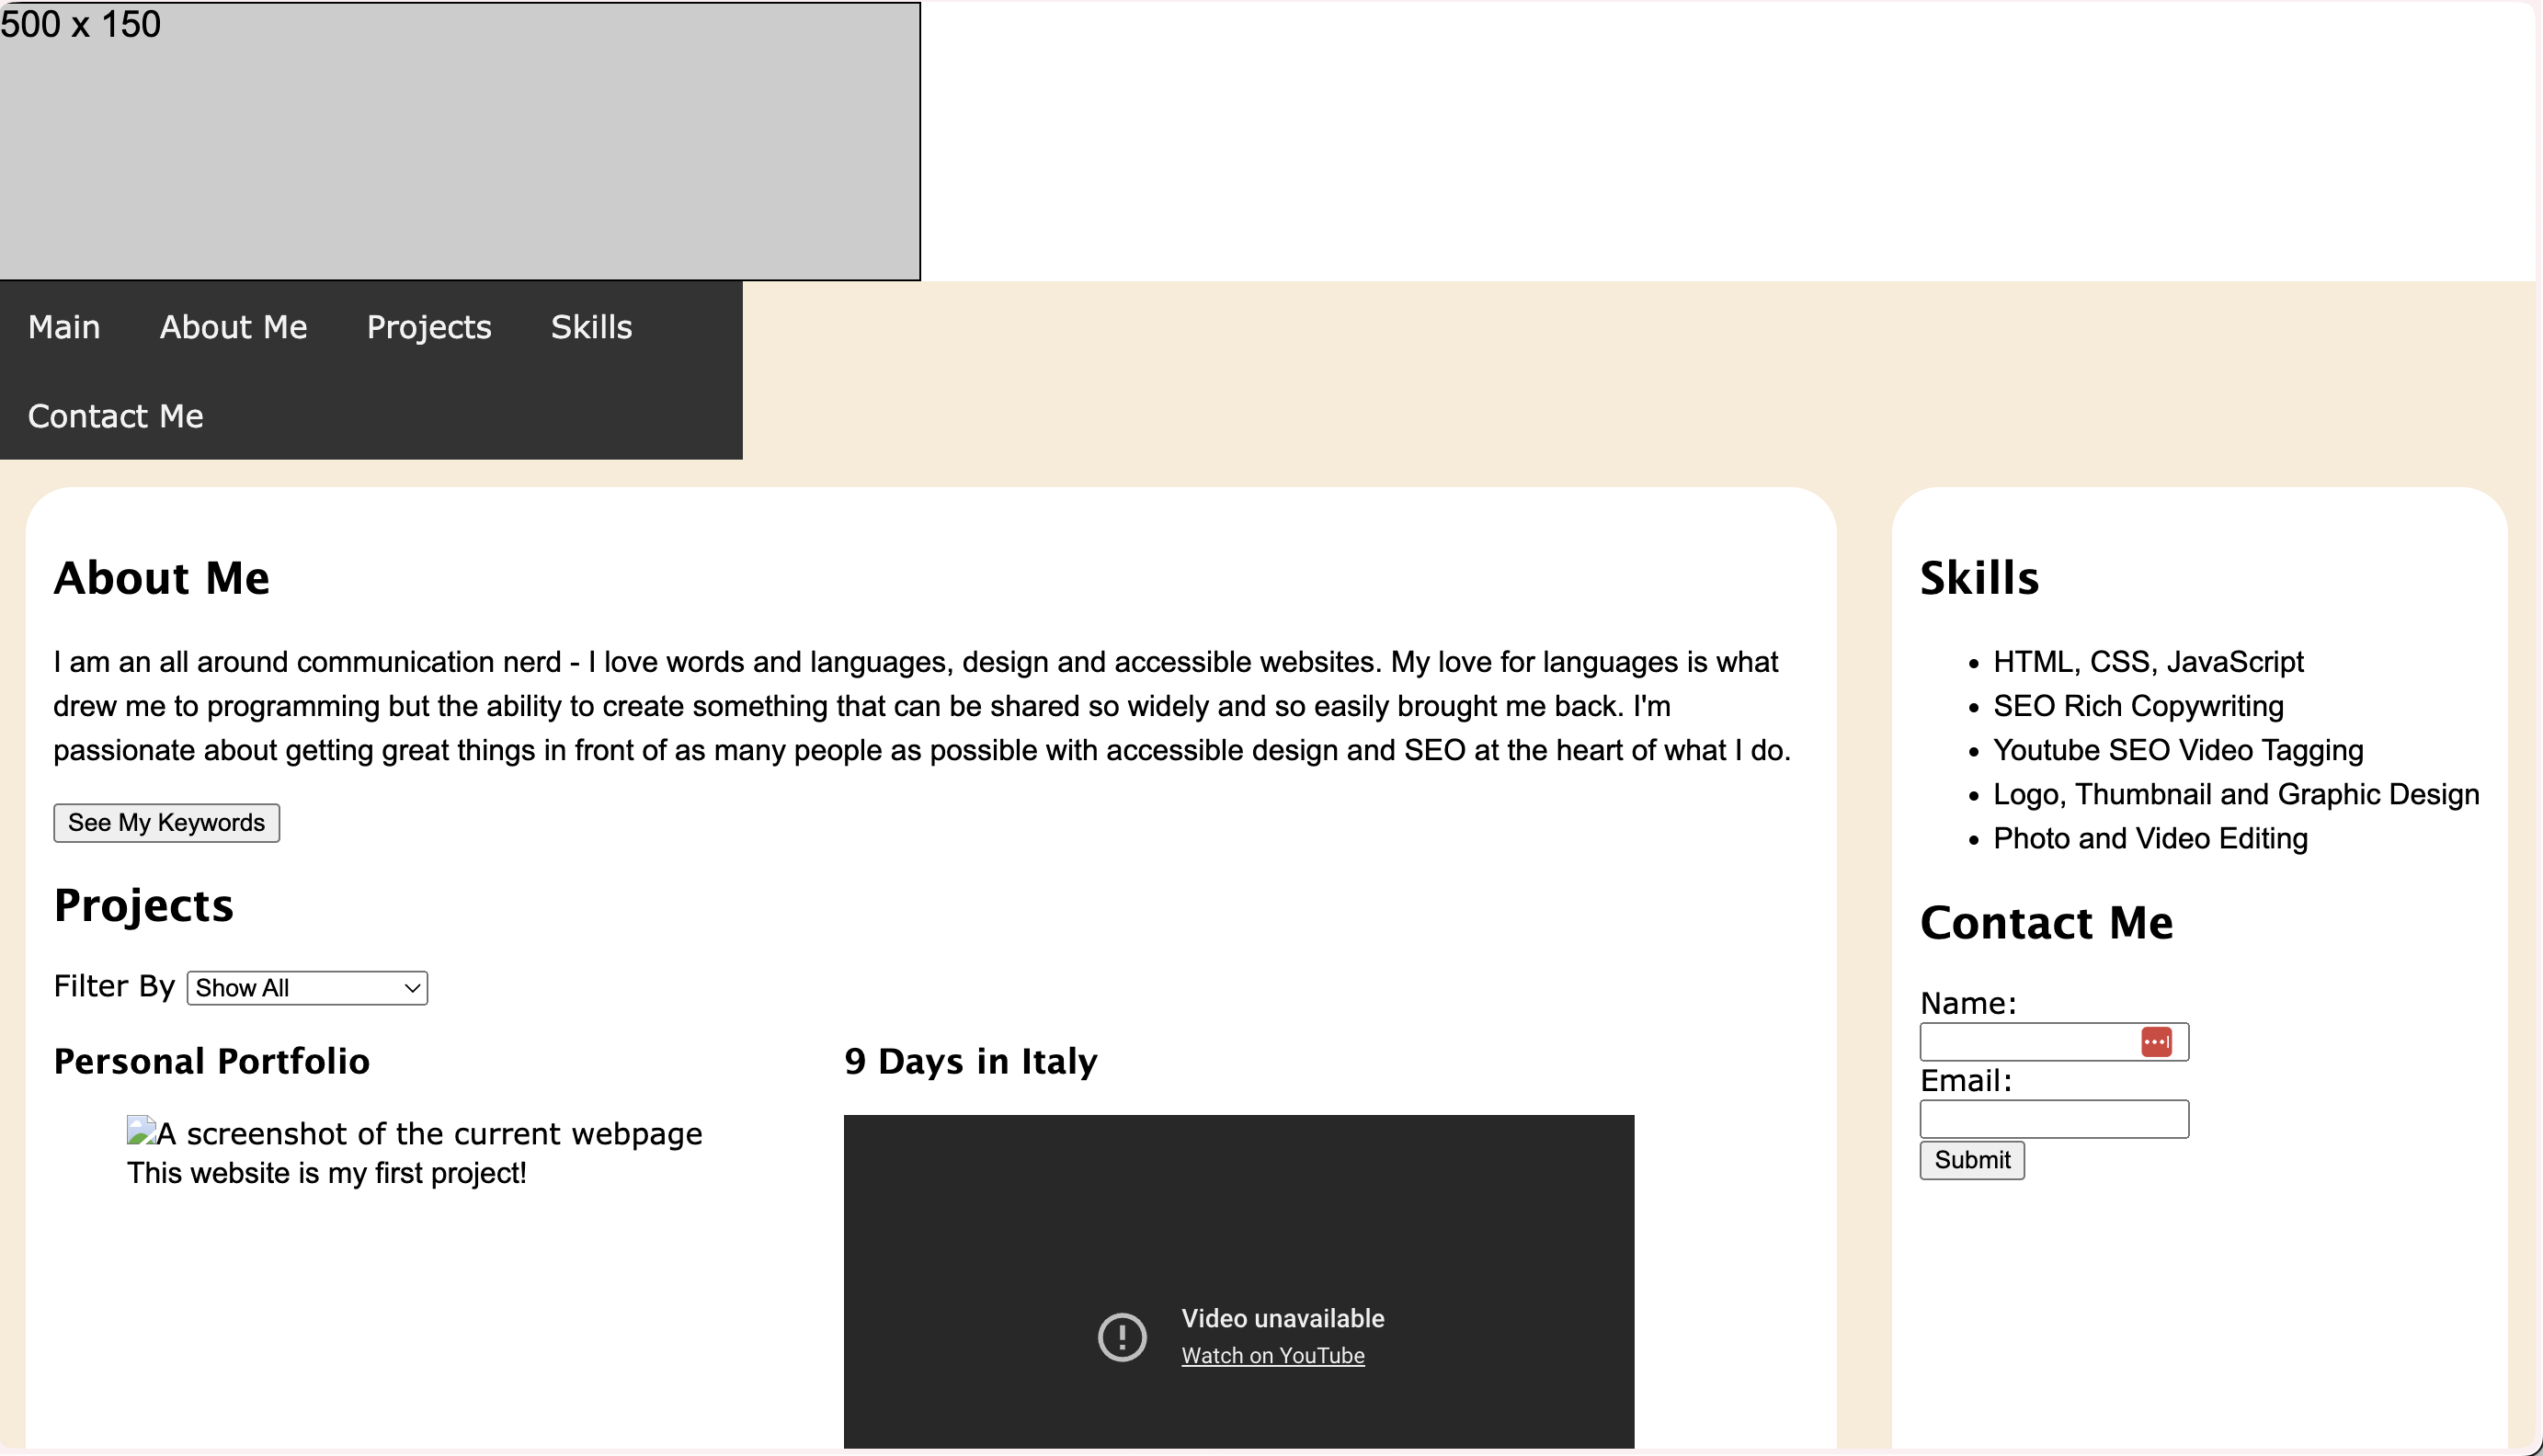 500 x 150
Main About Me Projects Skills
Contact Me
About Me
I am an all around communication nerd - I love words and languages, design and accessible websites. My love for languages is what
drew me to programming but the ability to create something that can be shared so widely and so easily brought me back. I'm
passionate about getting great things in front of as many people as possible with accessible design and SEO at the heart of what I do.
See My Keywords
Projects
Filter By Show All
Personal Portfolio
A screenshot of the current webpage
This website is my first project!
9 Days in Italy
Video unavailable
Watch on YouTube
Skills
• HTML, CSS, JavaScript
• SEO Rich Copywriting
• Youtube SEO Video Tagging
• Logo, Thumbnail and Graphic Design
• Photo and Video Editing
Contact Me
Name:
Email:
Submit